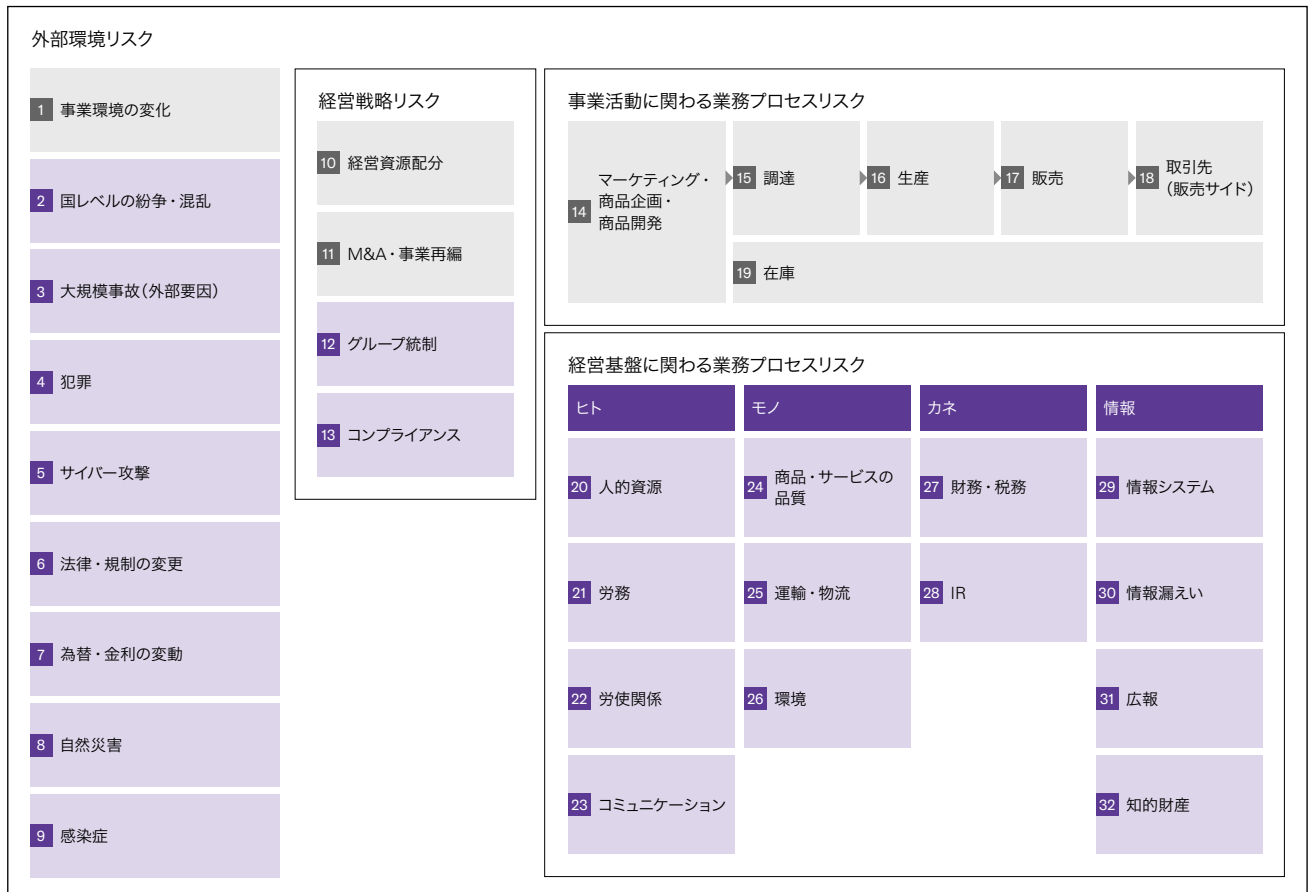 外部環境リスク
1 事業環境の変化
2 国レベルの紛争・混乱
3 大規模事故(外部要因)
4 犯罪
5 サイバー攻撃
6 法律・規制の変更
7 為替・金利の変動
8 自然災害
9 感染症
経営戦略リスク
10 経営資源配分
11 M&A・事業再編
12 グループ統制
13 コンプライアンス
事業活動に関わる業務プロセスリスク
14 マーケティング・
商品企画・
商品開発
15 調達
16 生産
17 販売
18 取引先
(販売サイド)
19 在庫
経営基盤に関わる業務プロセスリスク
ヒト
20 人的資源
21 労務
22 労使関係
23 コミュニケーション
モノ
24 商品・サービスの
品質
25 運輸・物流
26 環境
カネ
27 財務・税務
28 IR
情報
29 情報システム
30 情報漏えい
31 広報
32 知的財産